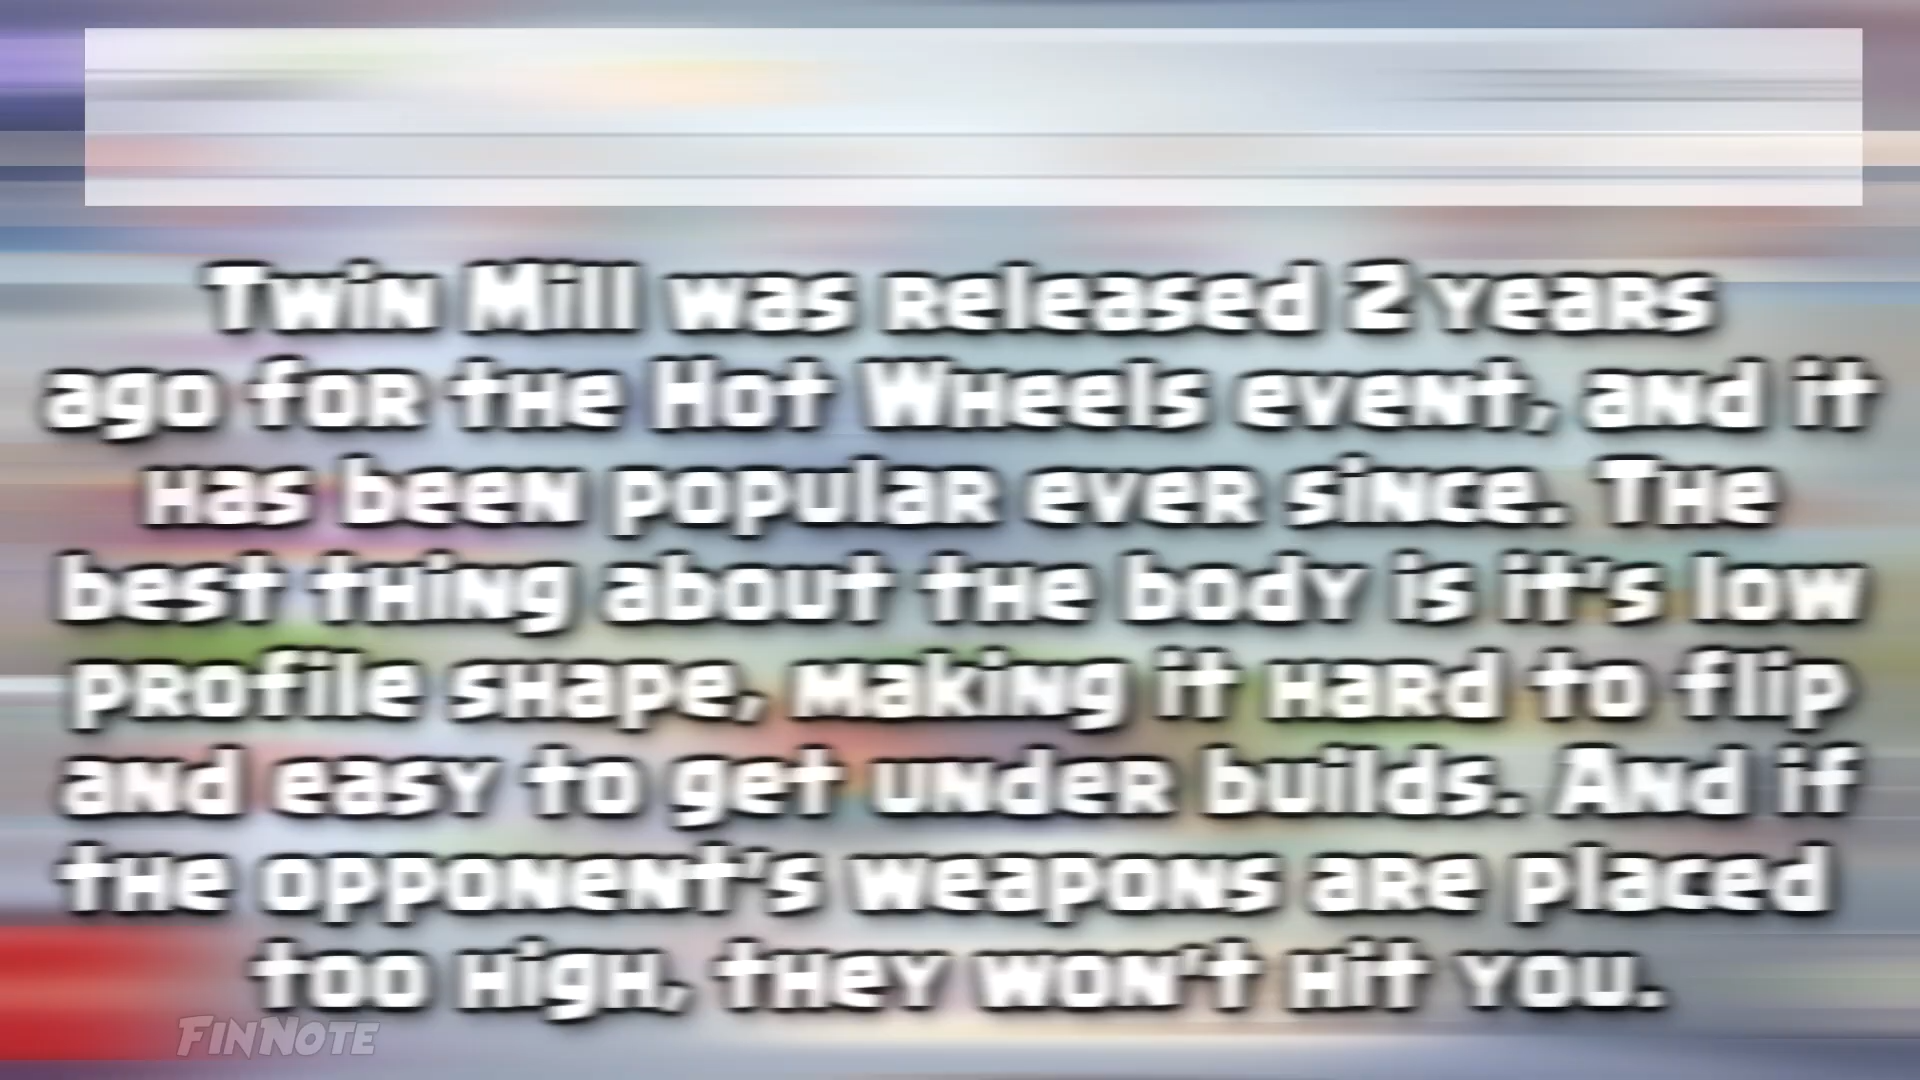 Twin Mill was released 2 years
ago for the Hot Wheels event, and it
has been popular ever since. The
best thing about the body is it's low
profile shape, making it hard to flip
and easy to get under builds. And if
the opponent's weapons are placed
too high, they won't hit you.
FinNote